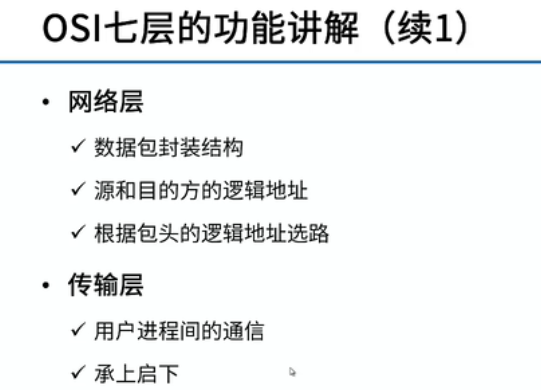 OSI七层的功能讲解（续1）
• 网络层
✓ 数据包封装结构
✓ 源和目的方的逻辑地址
✓ 根据包头的逻辑地址选路
• 传输层
✓ 用户进程间的通信
✓ 承上启下